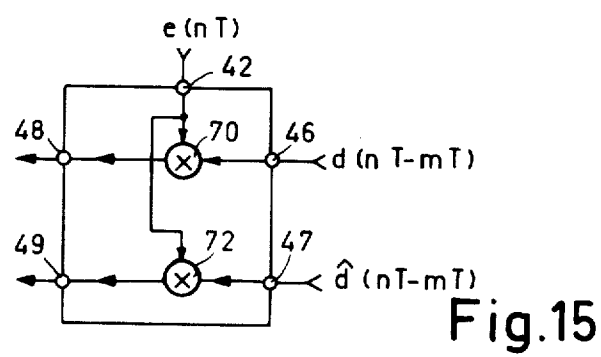 e(nT)
42
48 70 46
× d(nT-mT)
49 72 47
× d̂(nT-mT)
Fig.15